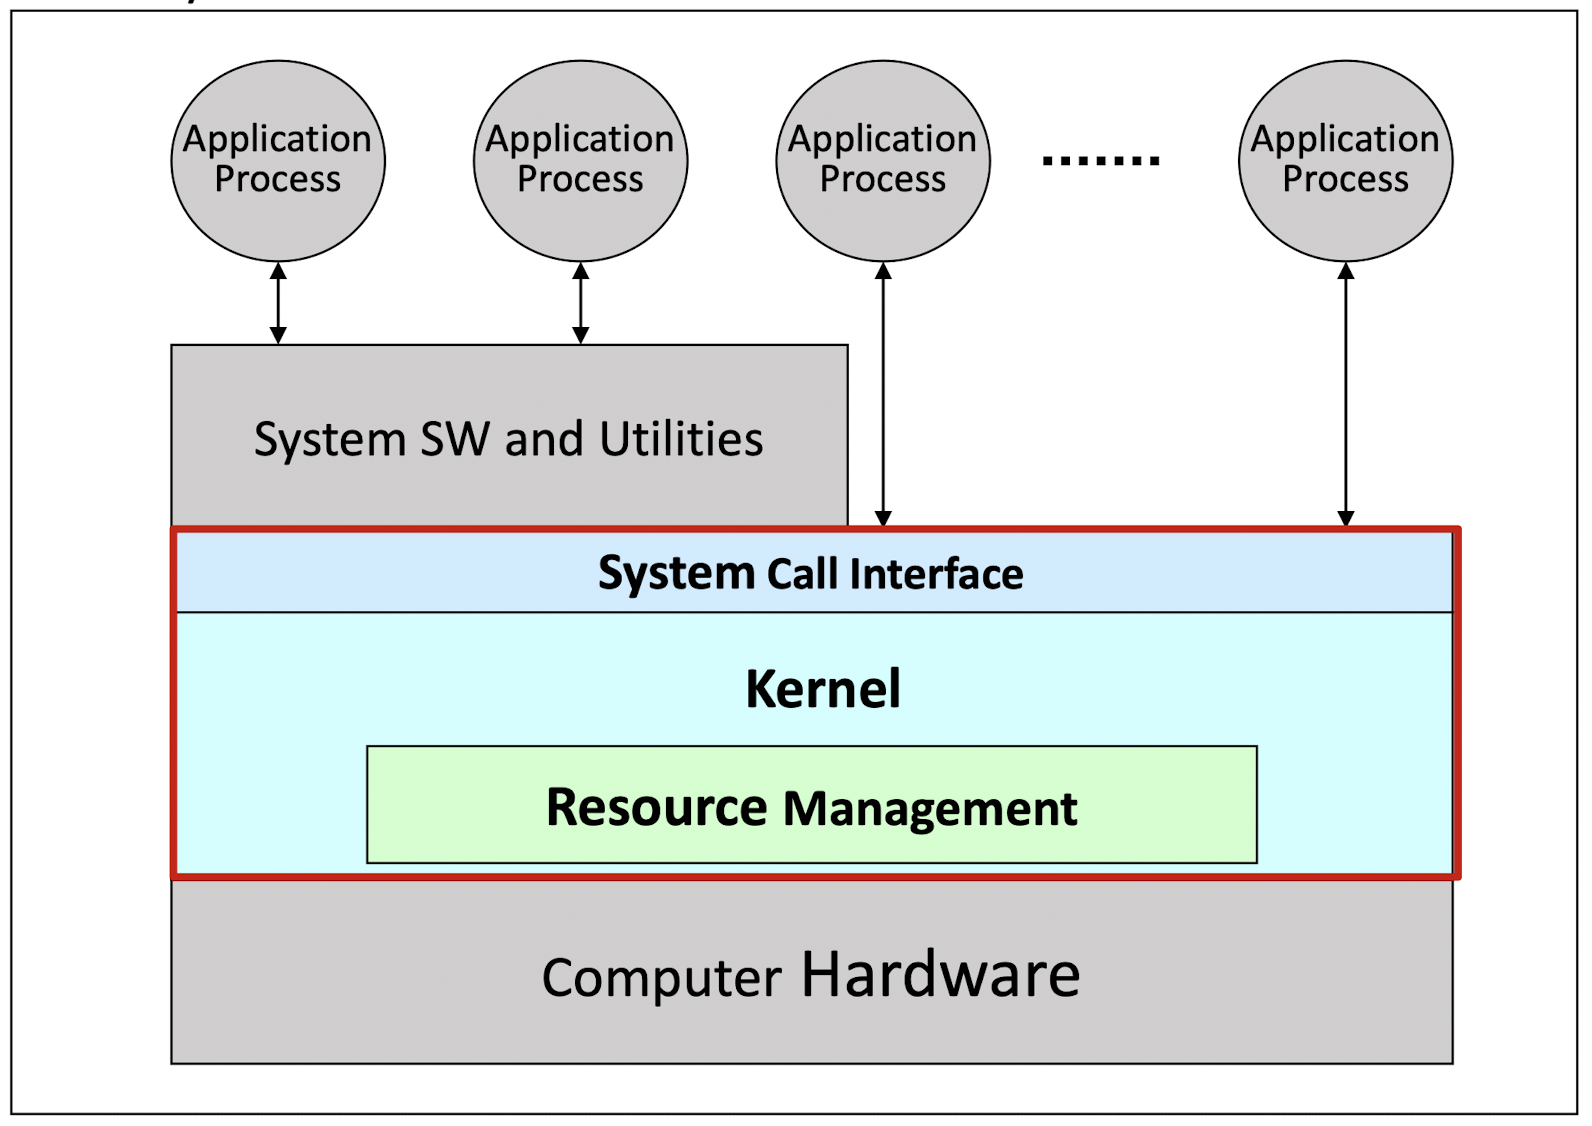 Application
Process
Application
Process
Application
Process
.......
Application
Process
System SW and Utilities
System Call Interface
Kernel
Resource Management
Computer Hardware